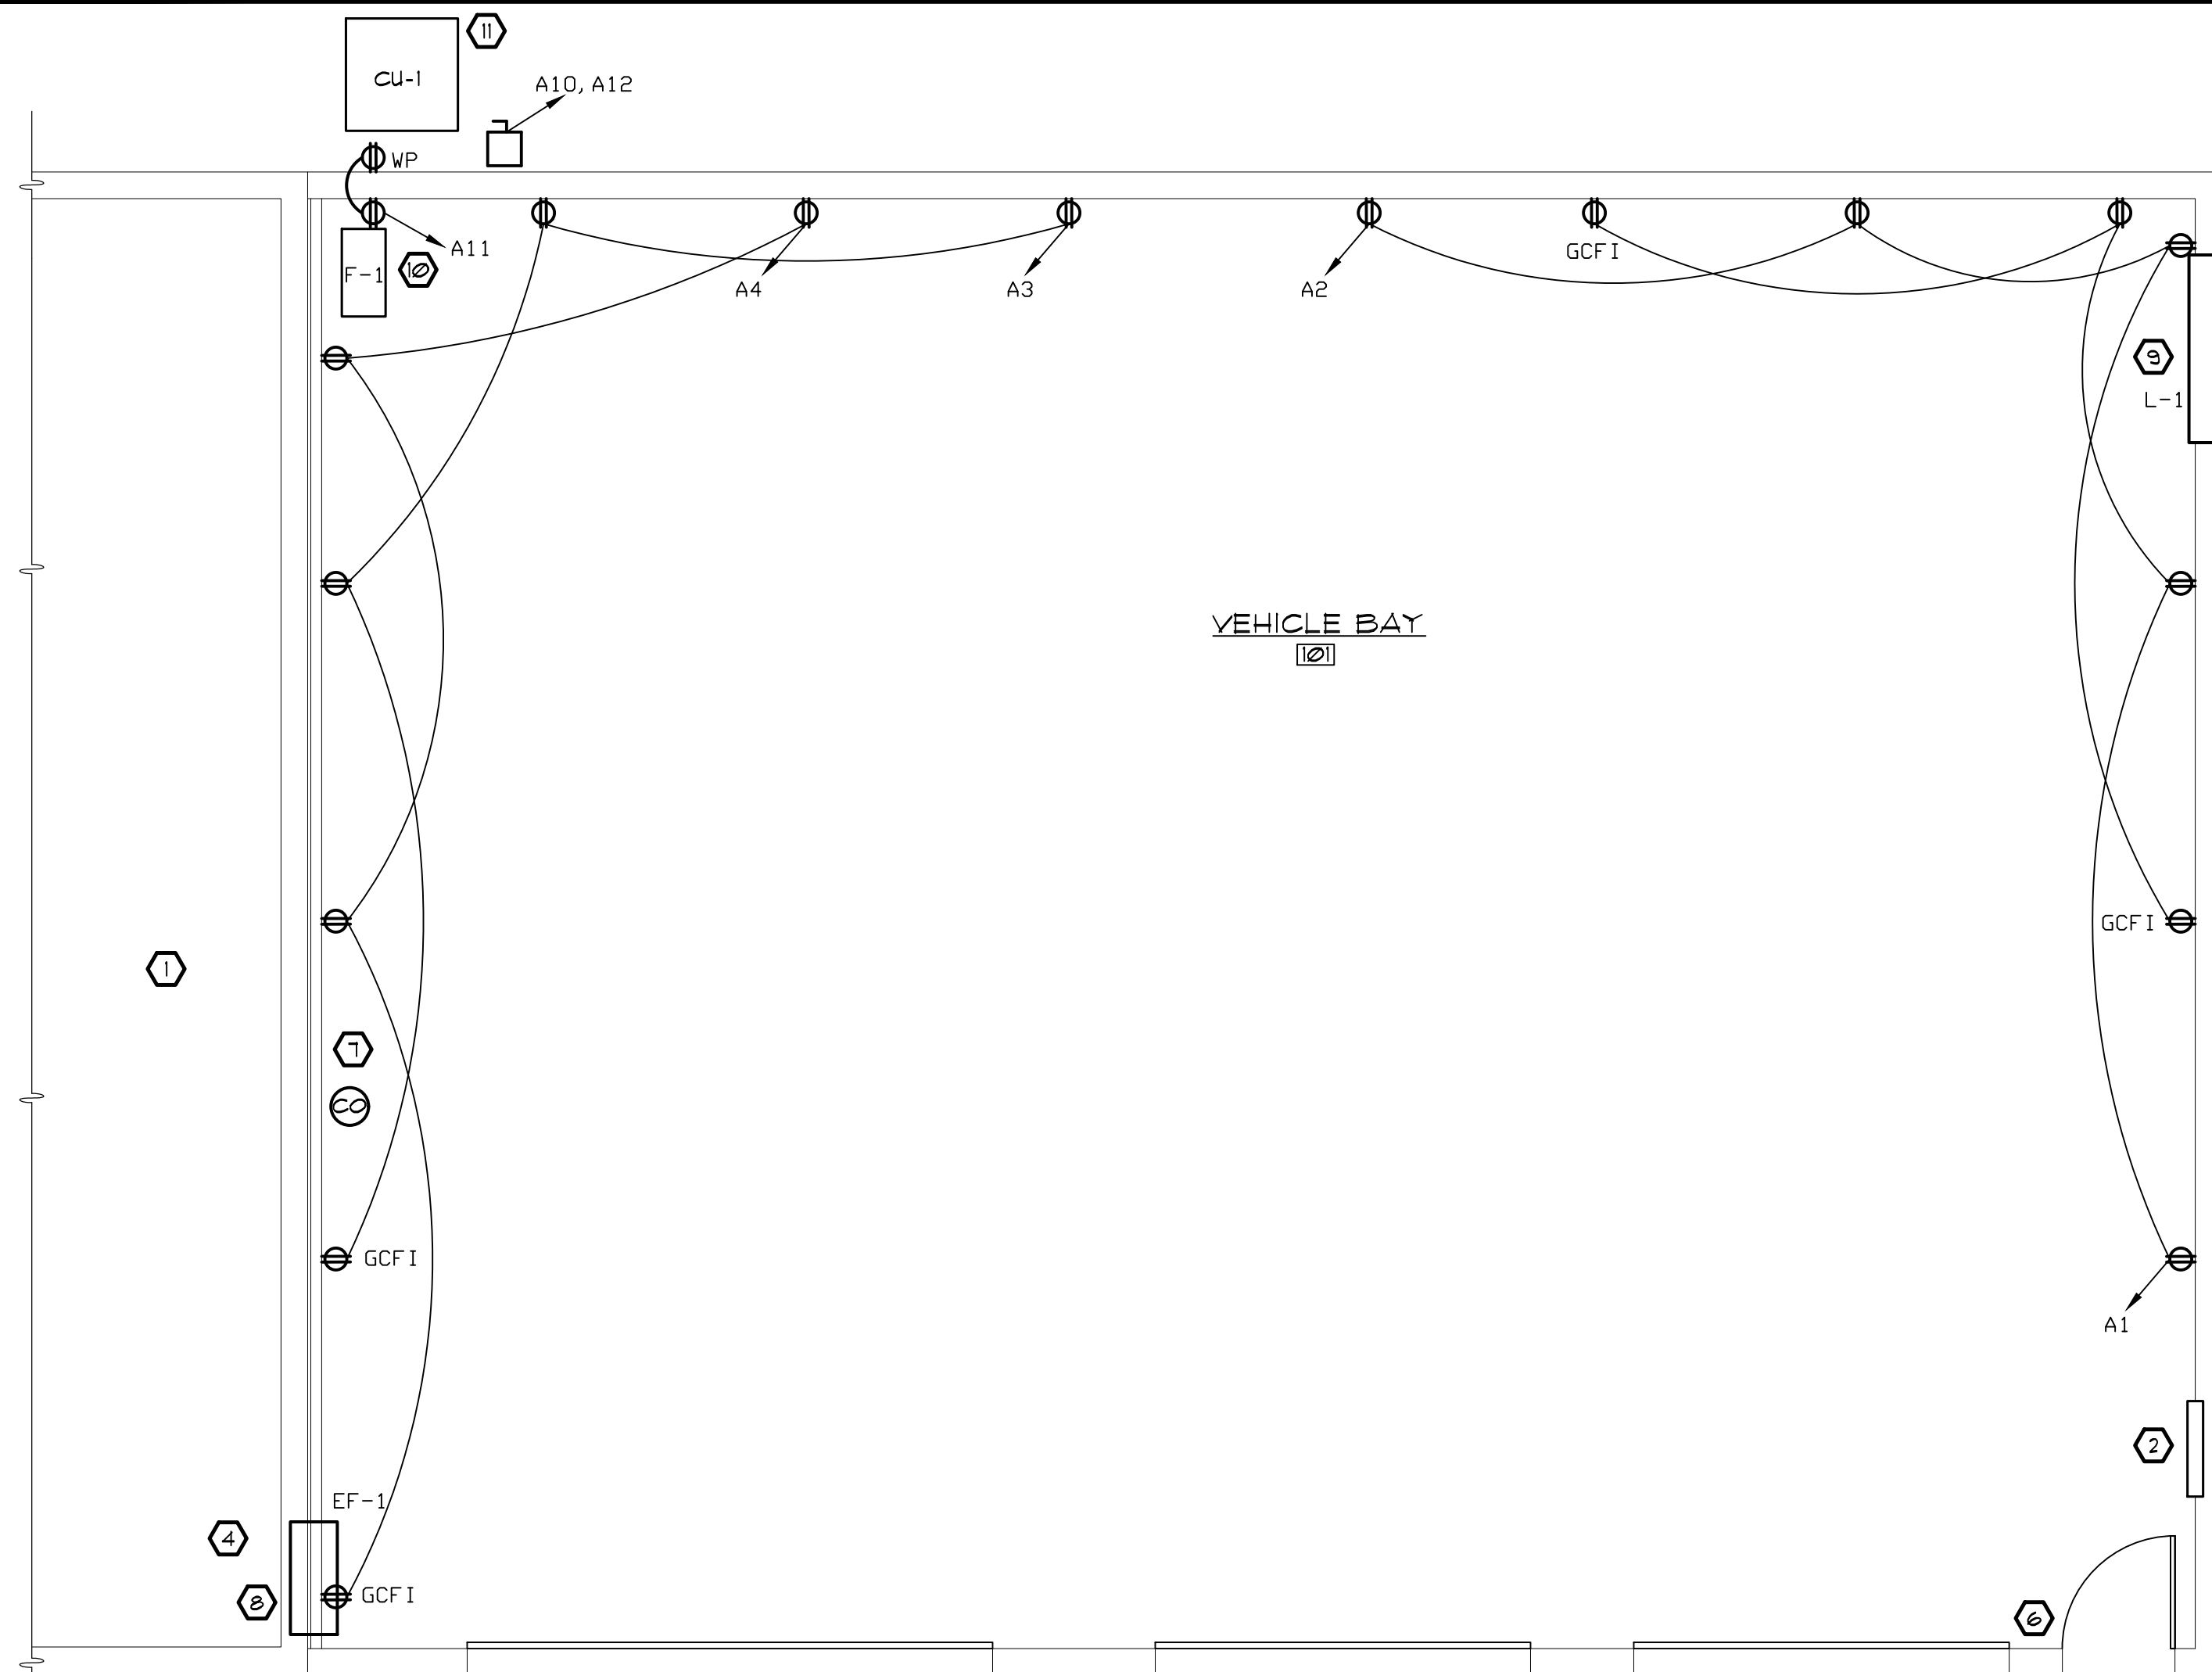 11
CU-1
A10, A12
WP
A11
F-1
10
A4
A3
A2
GCFI
9
L-1
VEHICLE BAY
101
GCFI
1
7
CO
GCFI
A1
2
EF-1
4
8
GCFI
6